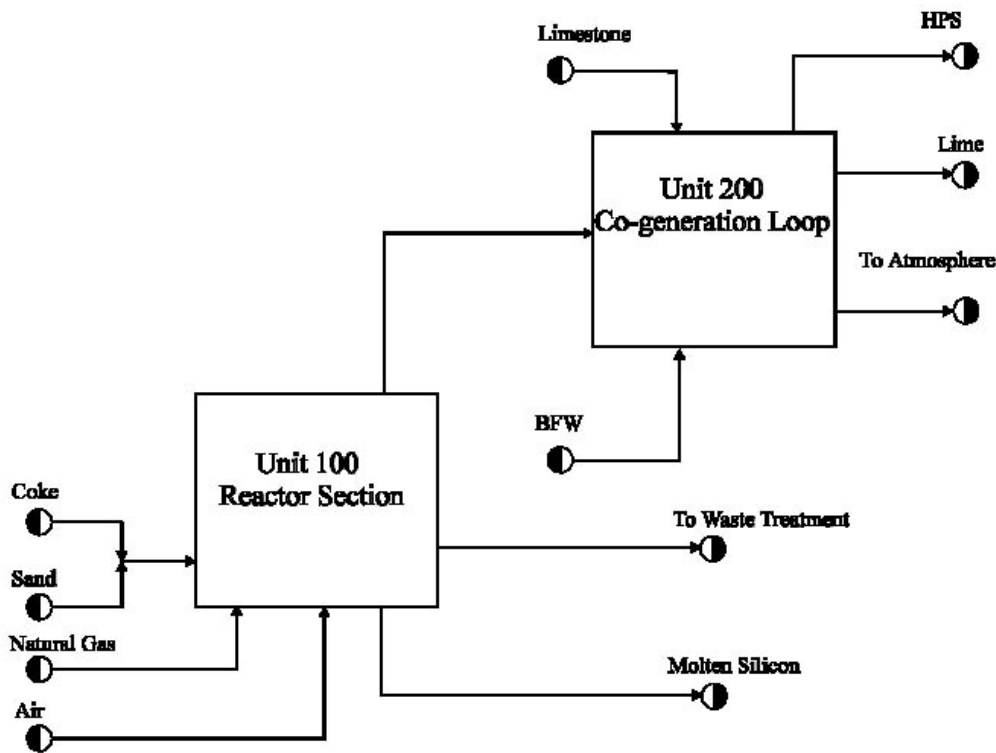 HPS
Limestone
Lime
Unit 200
Co-generation Loop
To Atmosphere
BFW
Unit 100
Reactor Section
Coke
To Waste Treatment
Sand
Natural Gas
Molten Silicon
Air